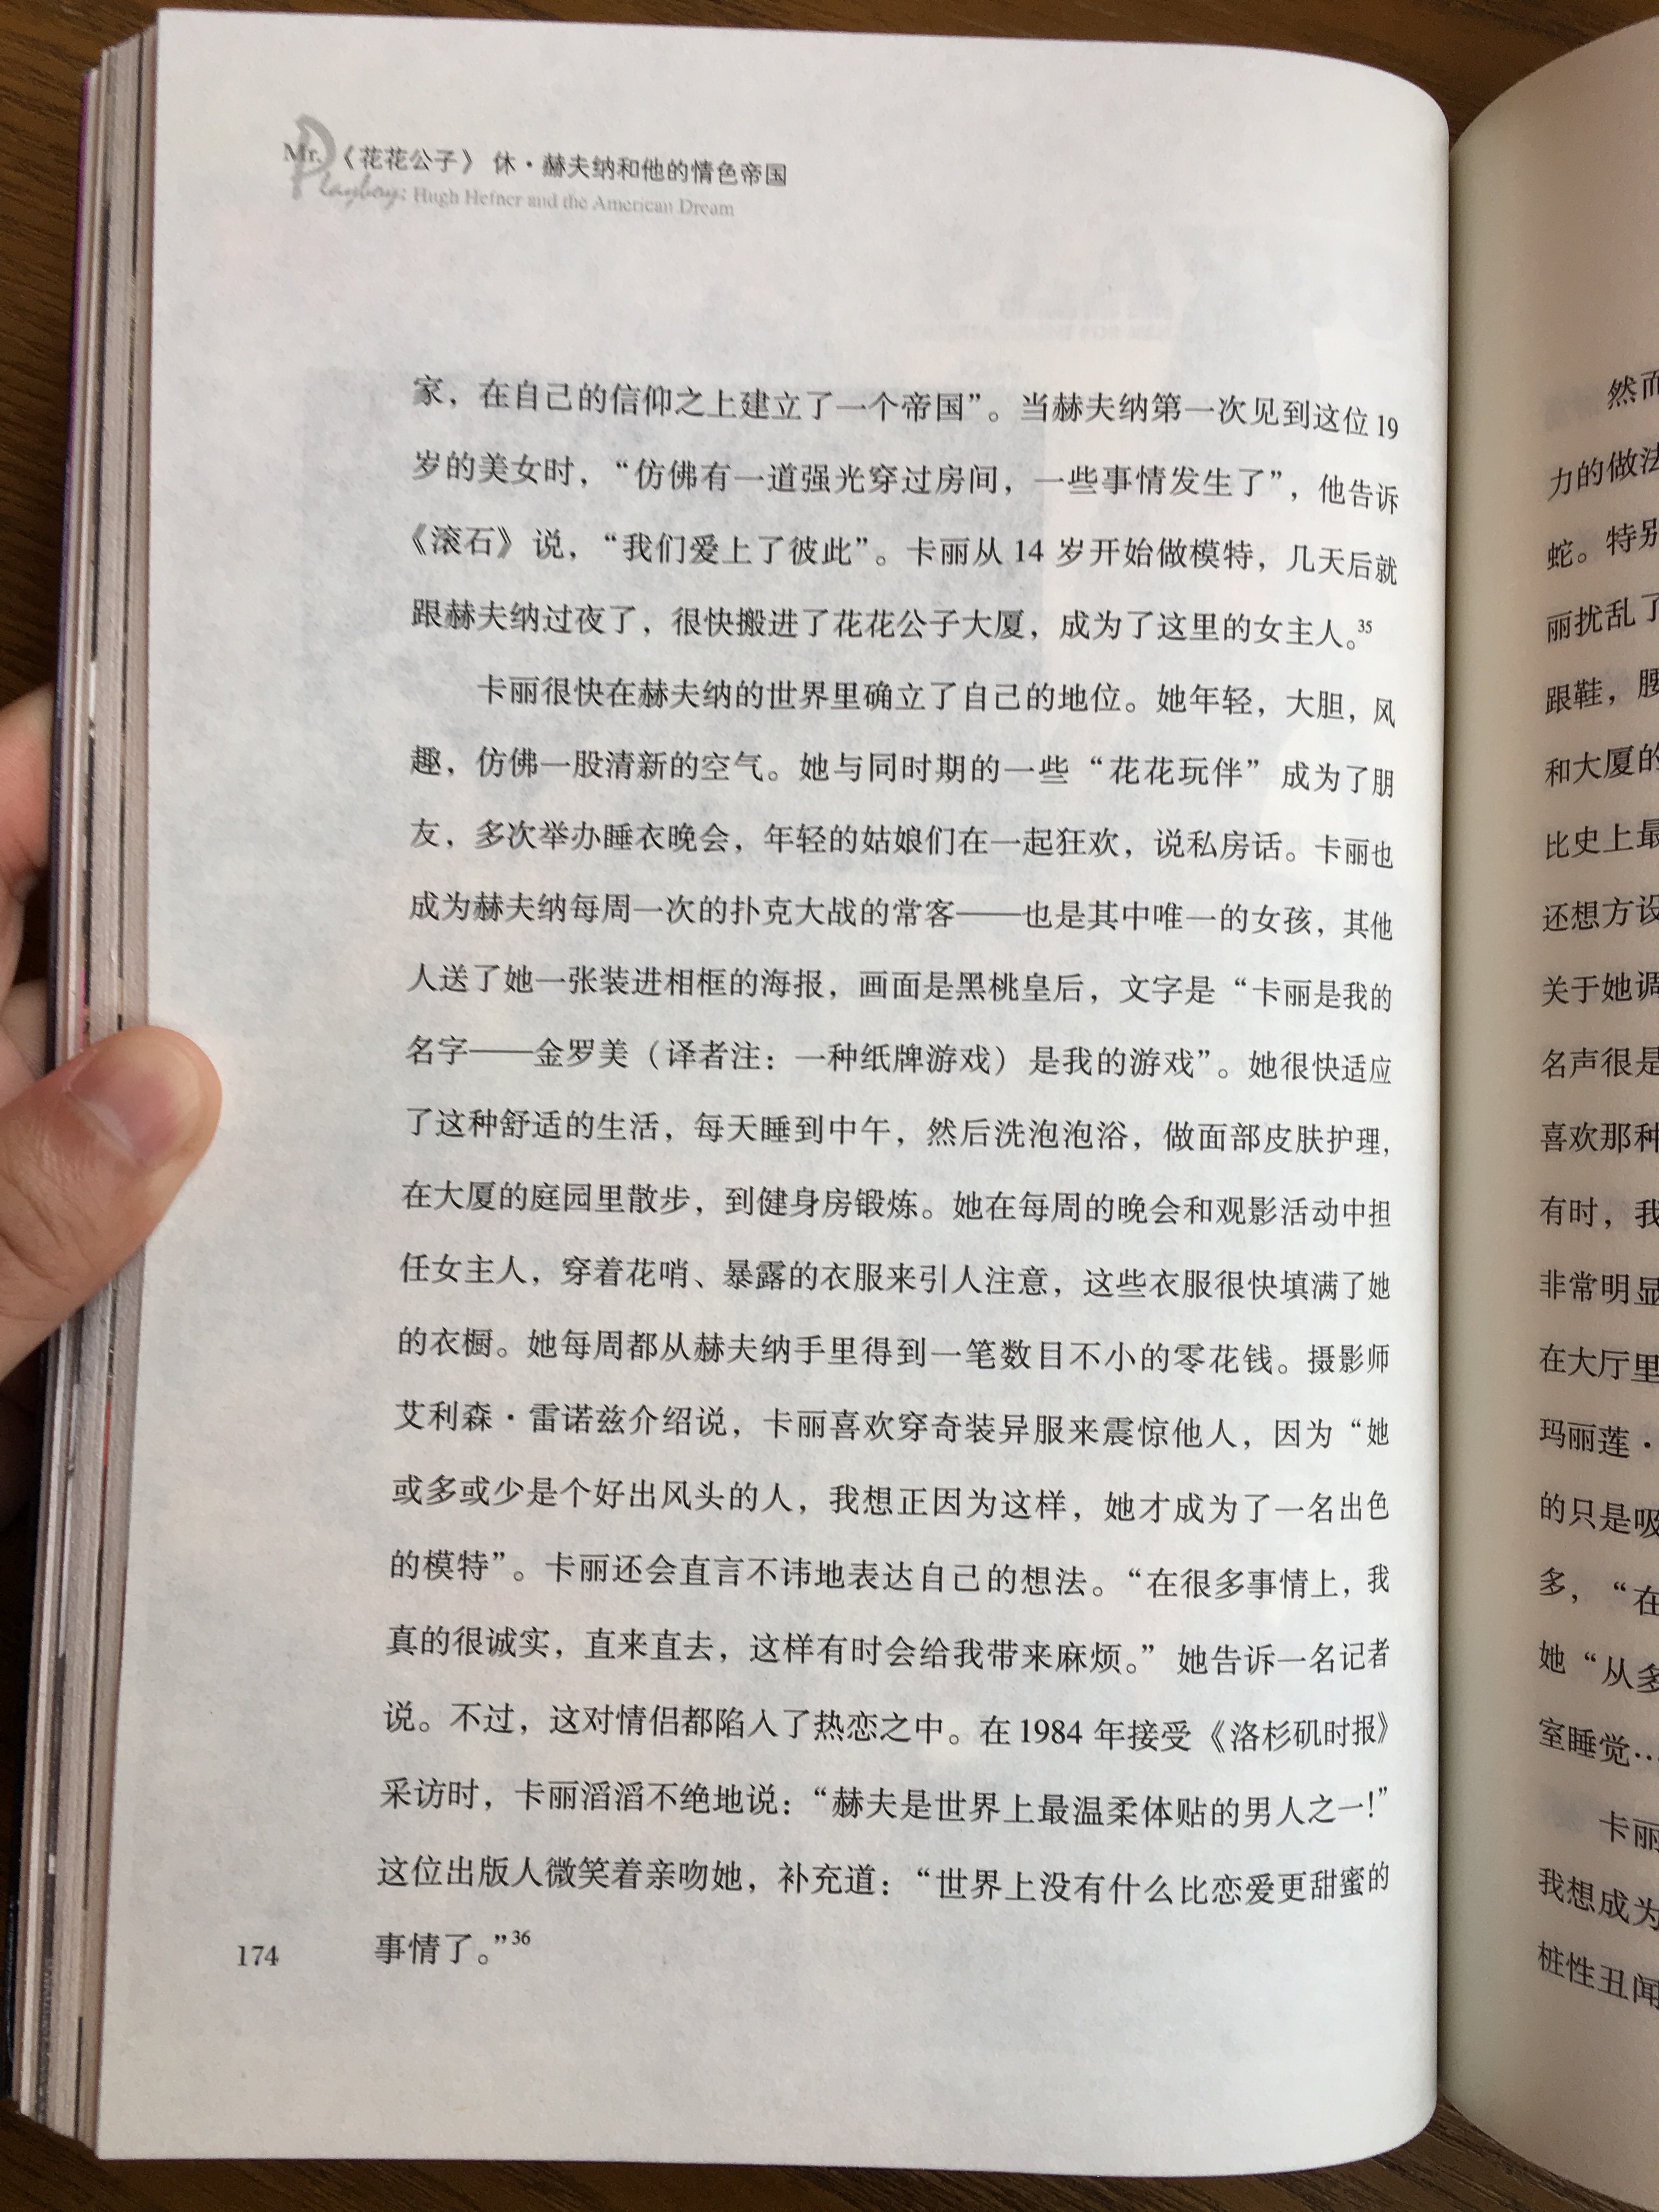 Mr. 《花花公子》 休·赫夫纳和他的情色帝国
Playboy: Hugh Hefner and the American Dream
家，在自己的信仰之上建立了一个帝国”。当赫夫纳第一次见到这位 19
岁的美女时，“仿佛有一道强光穿过房间，一些事情发生了”，他告诉
《滚石》说，“我们爱上了彼此”。卡丽从 14 岁开始做模特，几天后就
跟赫夫纳过夜了，很快搬进了花花公子大厦，成为了这里的女主人。35
卡丽很快在赫夫纳的世界里确立了自己的地位。她年轻，大胆，风
趣，仿佛一股清新的空气。她与同时期的一些“花花玩伴”成为了朋
友，多次举办睡衣晚会，年轻的姑娘们在一起狂欢，说私房话。卡丽也
成为赫夫纳每周一次的扑克大战的常客——也是其中唯一的女孩，其他
人送了她一张装进相框的海报，画面是黑桃皇后，文字是“卡丽是我的
名字——金罗美（译者注：一种纸牌游戏）是我的游戏”。她很快适应
了这种舒适的生活，每天睡到中午，然后洗泡泡浴，做面部皮肤护理，
在大厦的庭园里散步，到健身房锻炼。她在每周的晚会和观影活动中担
任女主人，穿着花哨、暴露的衣服来引人注意，这些衣服很快填满了她
的衣橱。她每周都从赫夫纳手里得到一笔数目不小的零花钱。摄影师
艾利森·雷诺兹介绍说，卡丽喜欢穿奇装异服来震惊他人，因为“她
或多或少是个好出风头的人，我想正因为这样，她才成为了一名出色
的模特”。卡丽还会直言不讳地表达自己的想法。“在很多事情上，我
真的很诚实，直来直去，这样有时会给我带来麻烦。”她告诉一名记者
说。不过，这对情侣都陷入了热恋之中。在 1984 年接受《洛杉矶时报》
采访时，卡丽滔滔不绝地说：“赫夫是世界上最温柔体贴的男人之一！”
这位出版人微笑着亲吻她，补充道：“世界上没有什么比恋爱更甜蜜的
事情了。”36
174
然而
力的做法
蛇。特别
丽扰乱了
跟鞋，腰
和大厦的
比史上最
还想方设
关于她调
名声很是
喜欢那种
有时，我
非常明显
在大厅里
玛丽莲·
的只是吸
多，“在
她“从多
室睡觉…
卡丽
我想成为
桩性丑闻